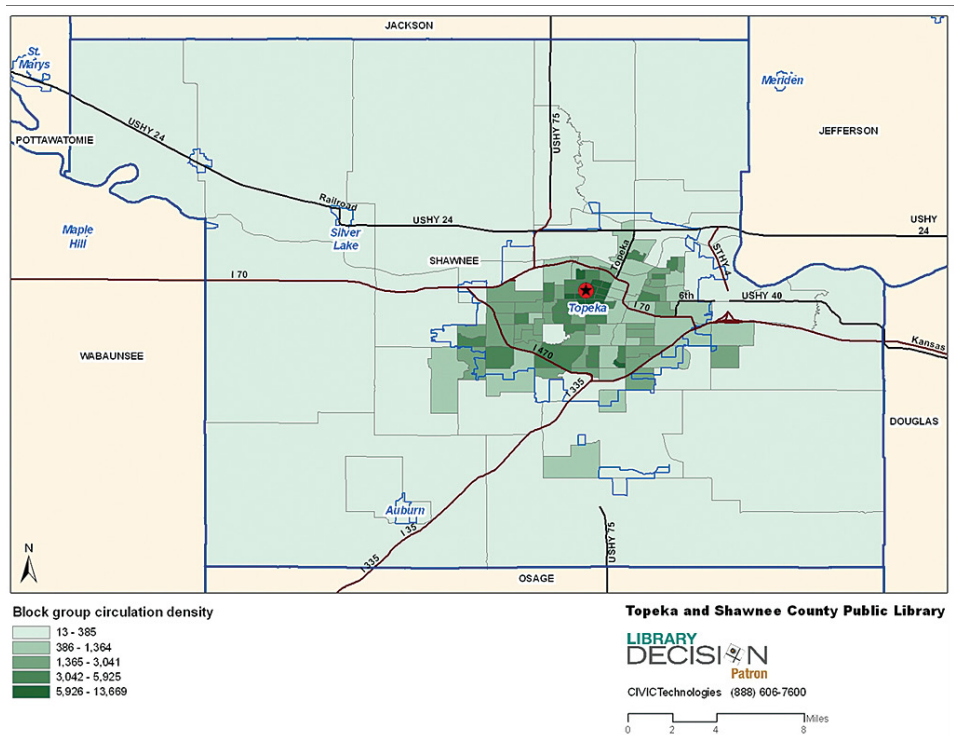 JACKSON
St.
Marys
Meriden
USHY 24
USHY 75
POTTAWATOMIE
JEFFERSON
Railroad
USHY 24
USHY
24
Maple
Hill
Silver
Lake
SHAWNEE
Topeka
STHY 4
I 70
6th
USHY 40
Topeka
I 70
Kansas
WABAUNSEE
I 470
I 335
DOUGLAS
Auburn
I 35
I 335
USHY 75
N
OSAGE
Block group circulation density
13 - 385
386 - 1,364
1,365 - 3,041
3,042 - 5,925
5,926 - 13,669
Topeka and Shawnee County Public Library
LIBRARY
DECISION
Patron
CIVICTechnologies (888) 606-7600
Miles
0 2 4 8